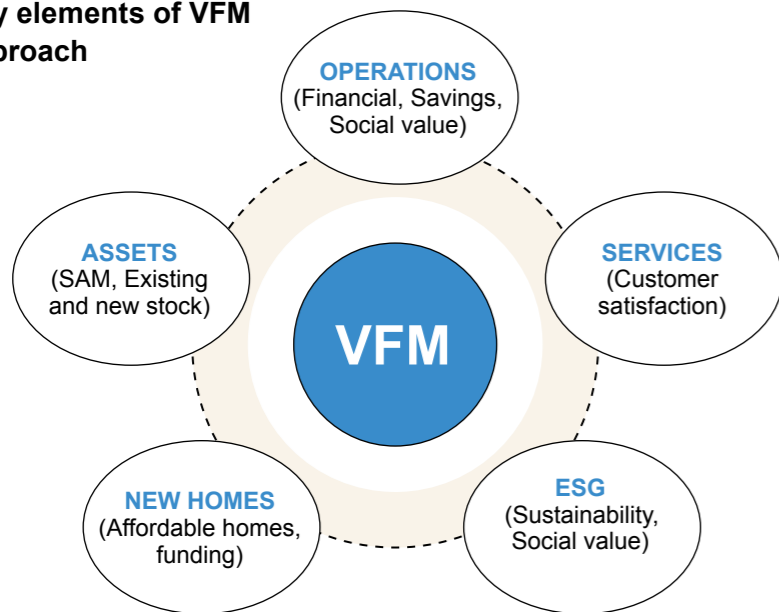 y elements of VFM
proach
OPERATIONS
(Financial, Savings,
Social value)
ASSETS
(SAM, Existing
and new stock)
SERVICES
(Customer
satisfaction)
VFM
NEW HOMES
(Affordable homes,
funding)
ESG
(Sustainability,
Social value)